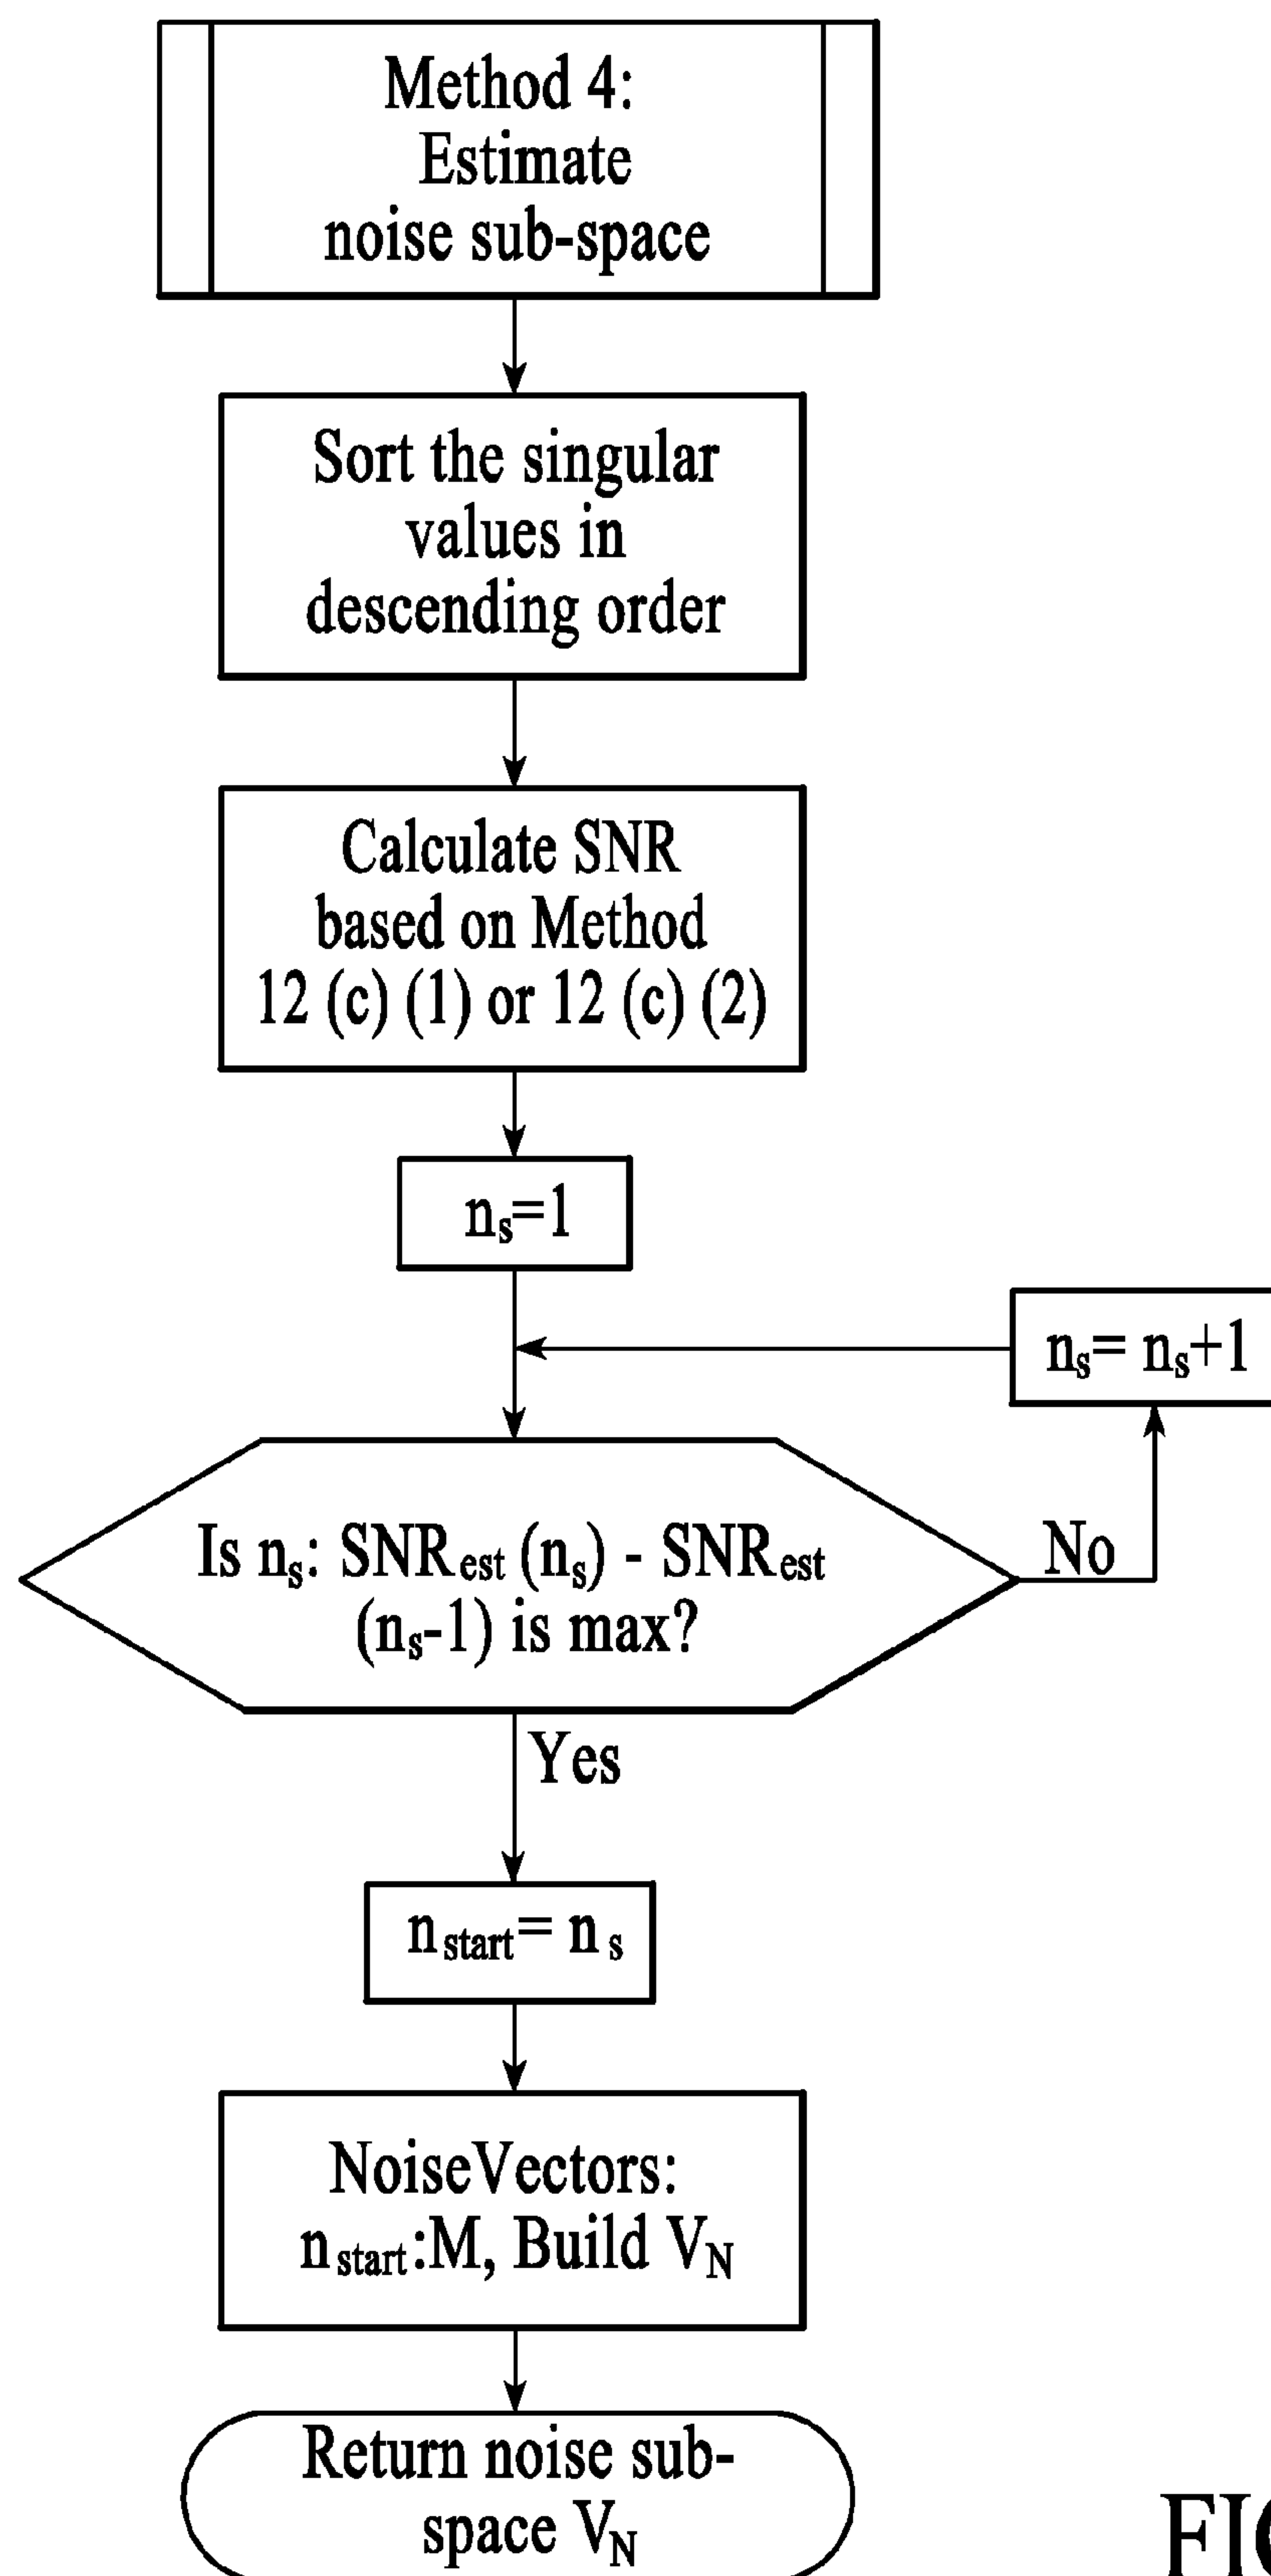 Method 4:
Estimate
noise sub-space
Sort the singular
values in
descending order
Calculate SNR
based on Method
12 (c) (1) or 12 (c) (2)
nₛ=1
nₛ= nₛ+1
Is nₛ: SNRₑₛₜ (nₛ) - SNRₑₛₜ
(nₛ-1) is max?
No
Yes
nₛₜₐᵣₜ= nₛ
NoiseVectors:
nₛₜₐᵣₜ:M, Build V_N
Return noise sub-
space V_N